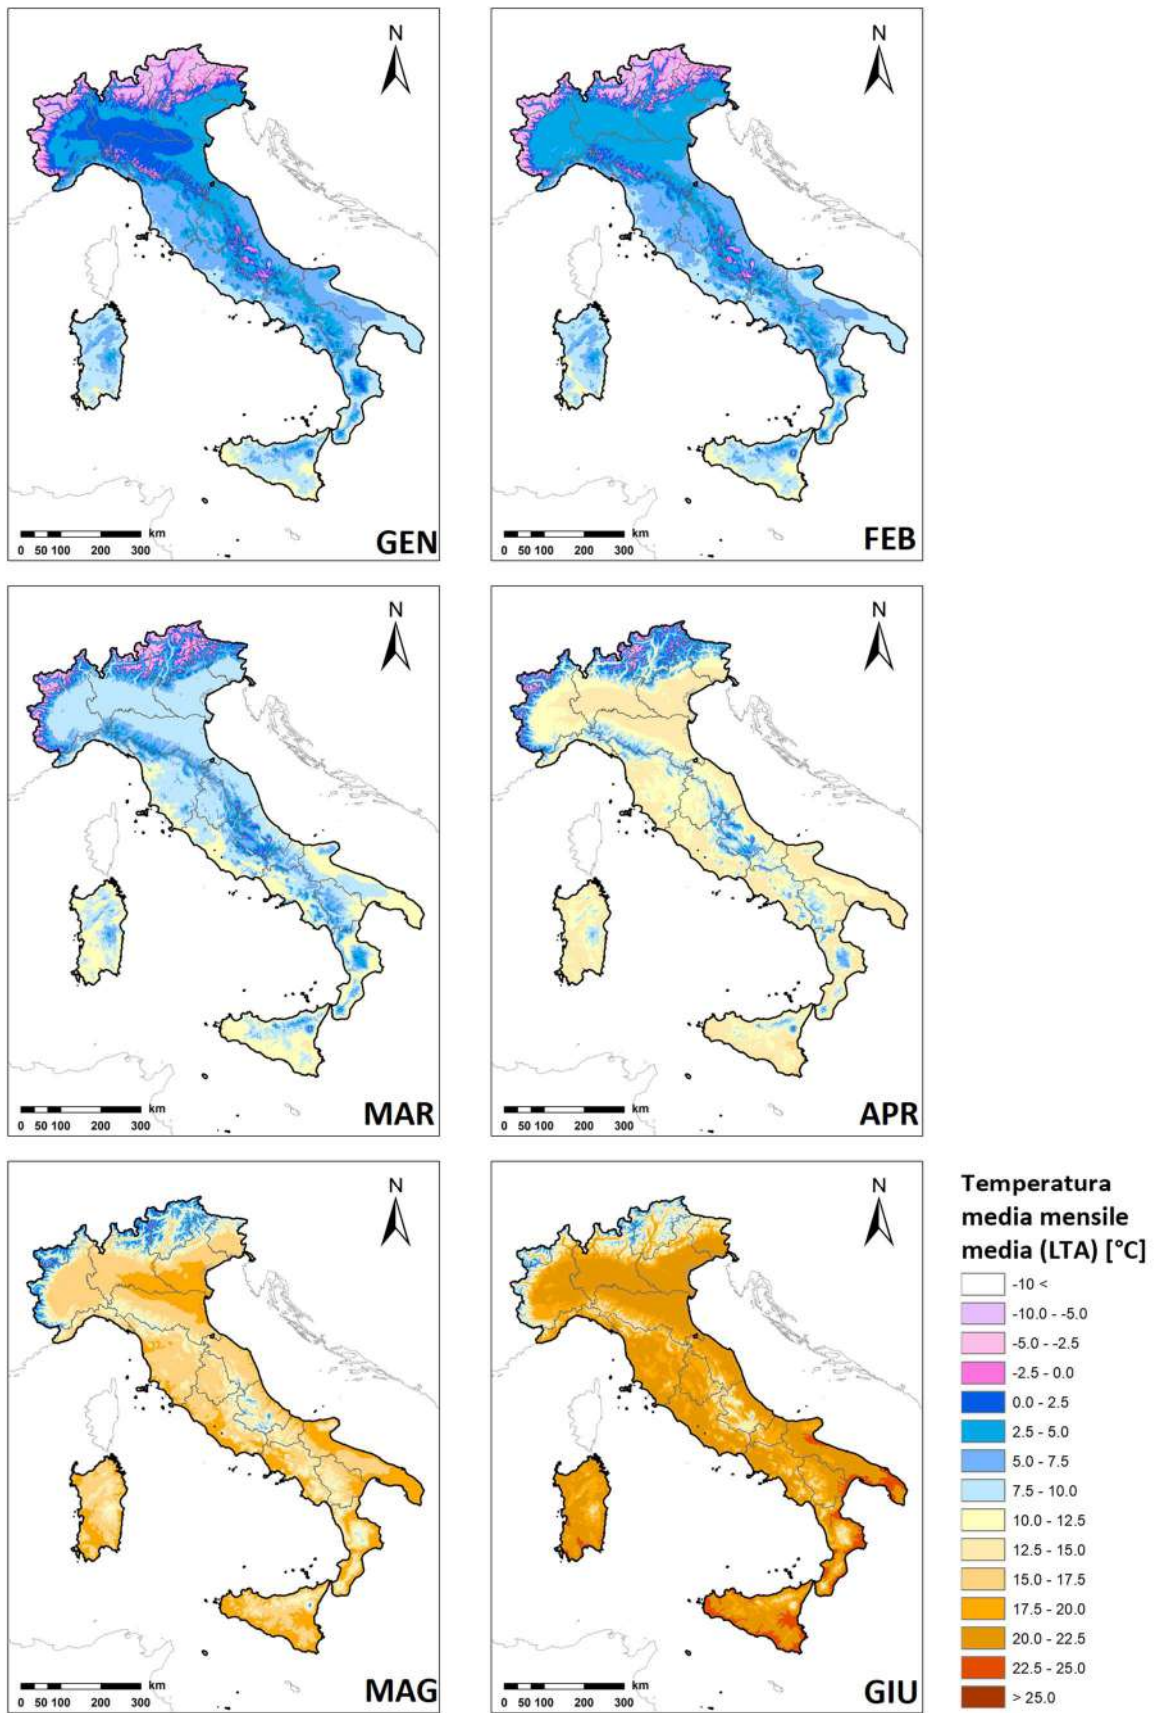 N
N
km
0 50 100 200 300
GEN
km
0 50 100 200 300
FEB
N
N
km
0 50 100 200 300
MAR
km
0 50 100 200 300
APR
N
N
km
0 50 100 200 300
MAG
km
0 50 100 200 300
GIU
Temperatura
media mensile
media (LTA) [°C]
-10 <
-10.0 - -5.0
-5.0 - -2.5
-2.5 - 0.0
0.0 - 2.5
2.5 - 5.0
5.0 - 7.5
7.5 - 10.0
10.0 - 12.5
12.5 - 15.0
15.0 - 17.5
17.5 - 20.0
20.0 - 22.5
22.5 - 25.0
> 25.0